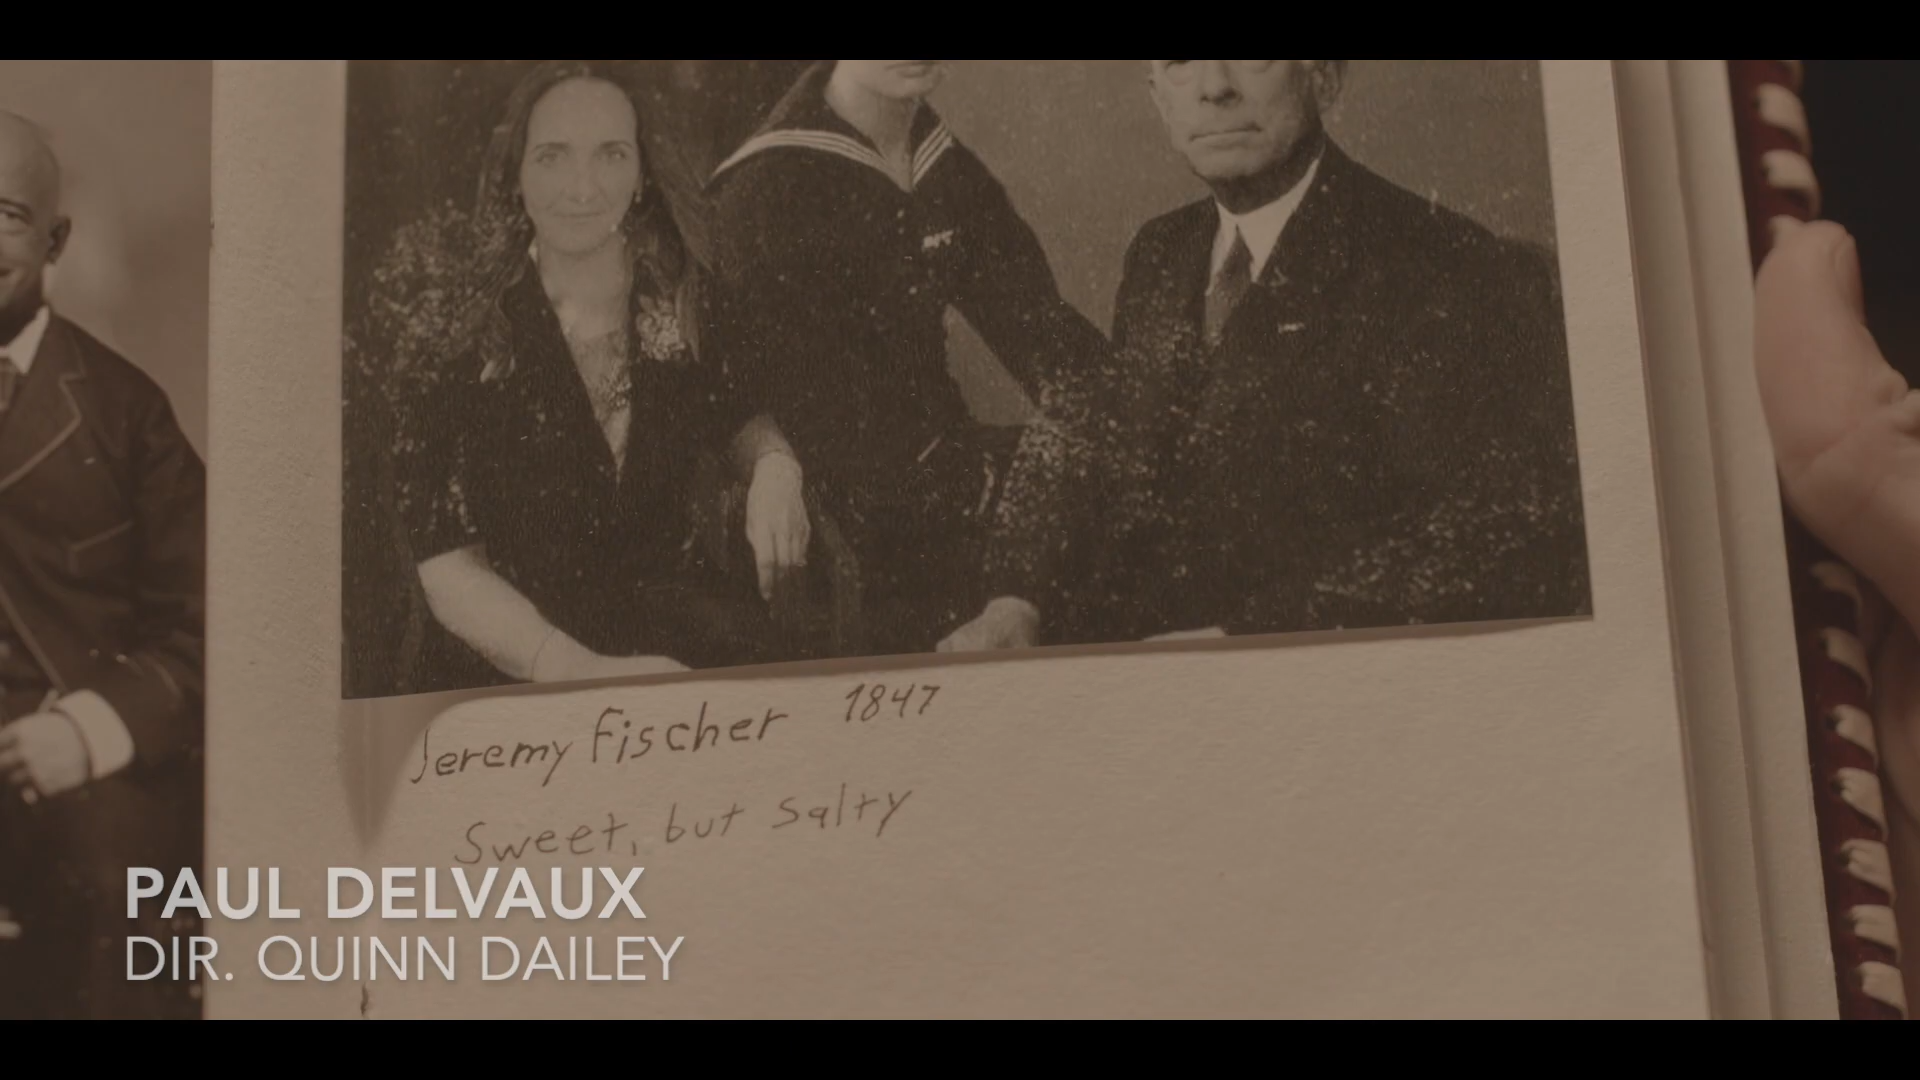 Jeremy Fischer 1847
Sweet, but Salty
PAUL DELVAUX
DIR. QUINN DAILEY